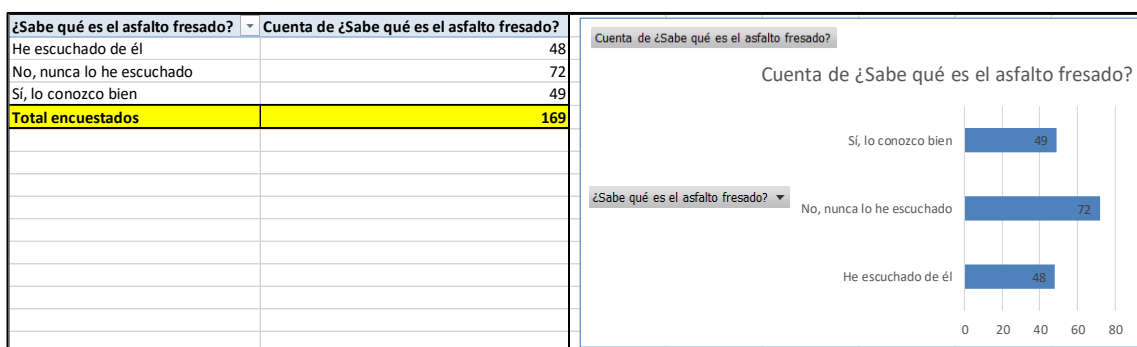 ¿Sabe qué es el asfalto fresado? Cuenta de ¿Sabe qué es el asfalto fresado?
He escuchado de él 48
No, nunca lo he escuchado 72
Sí, lo conozco bien 49
Total encuestados 169
Cuenta de ¿Sabe qué es el asfalto fresado?
Cuenta de ¿Sabe qué es el asfalto fresado?
Sí, lo conozco bien 49
¿Sabe qué es el asfalto fresado?
No, nunca lo he escuchado 72
He escuchado de él 48
0 20 40 60 80